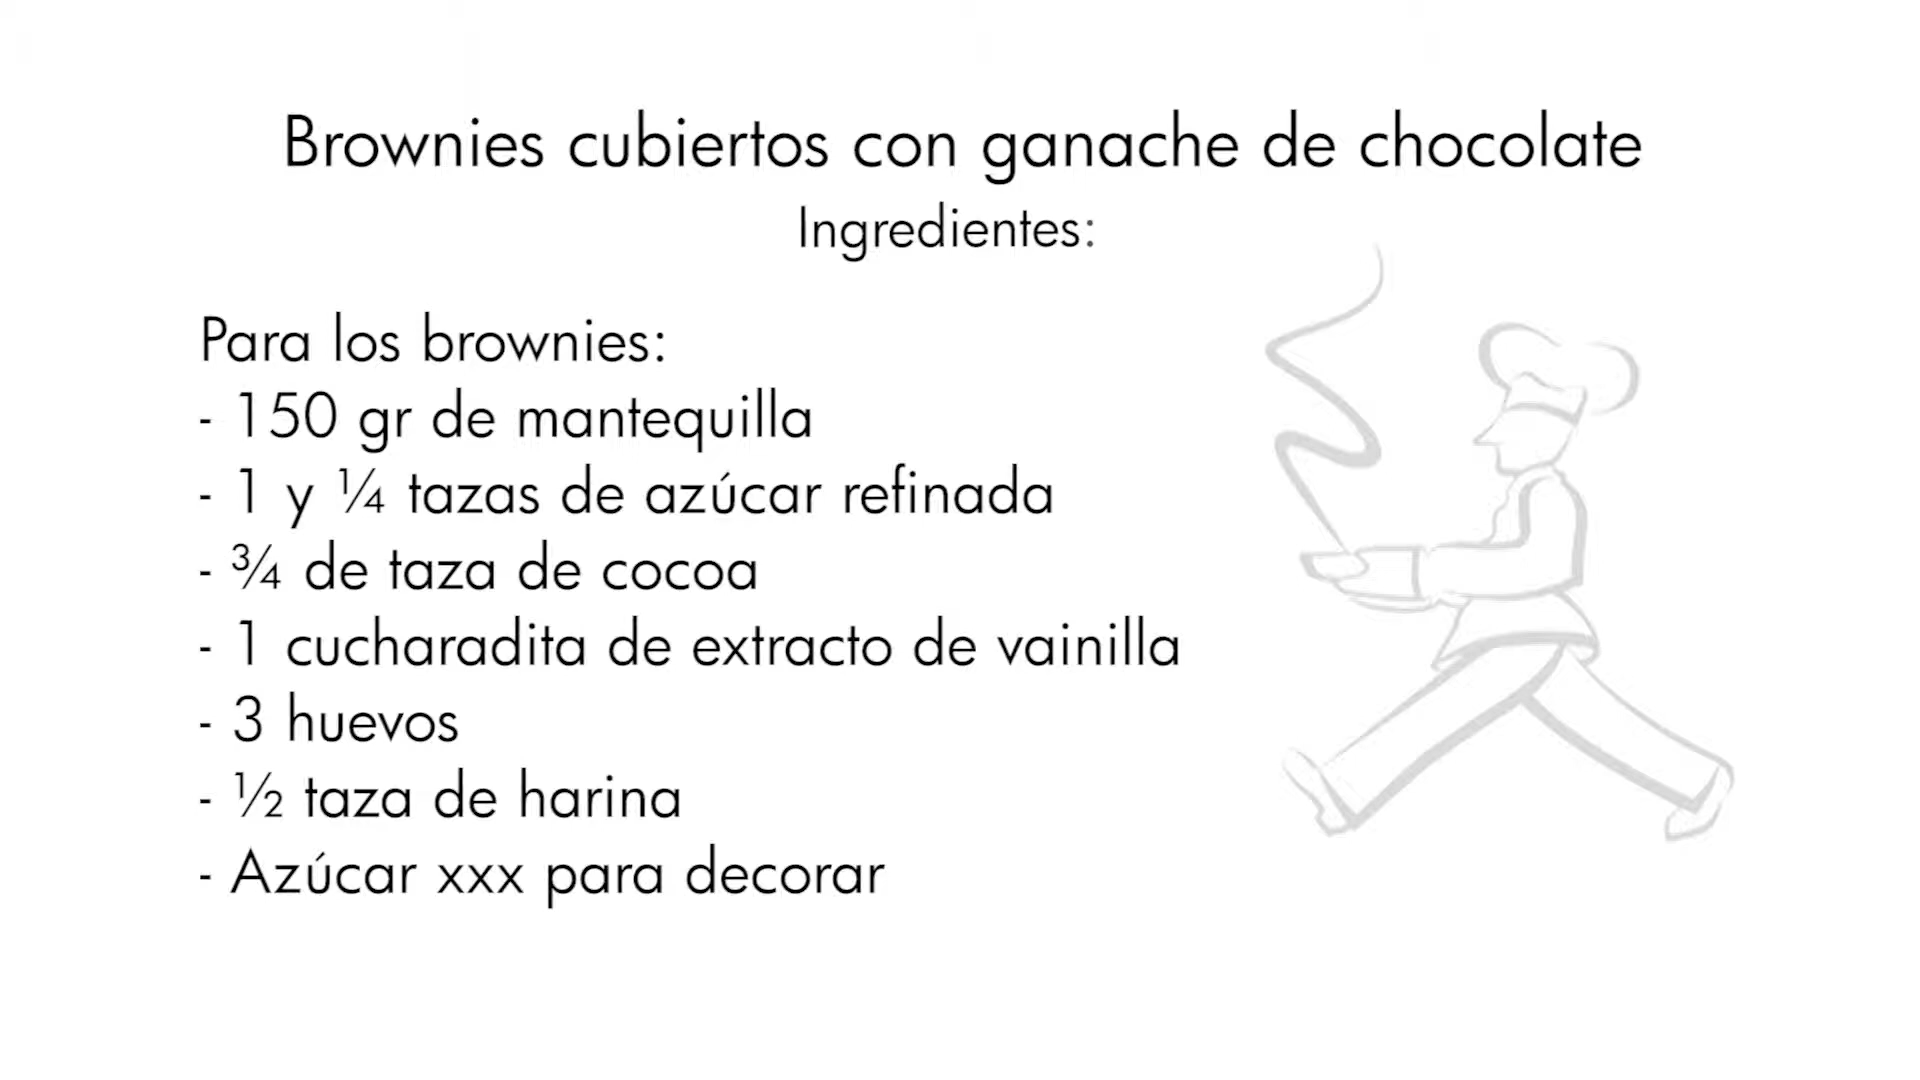 Brownies cubiertos con ganache de chocolate
Ingredientes:
Para los brownies:
- 150 gr de mantequilla
- 1 y ¼ tazas de azúcar refinada
- ¾ de taza de cocoa
- 1 cucharadita de extracto de vainilla
- 3 huevos
- ½ taza de harina
- Azúcar xxx para decorar